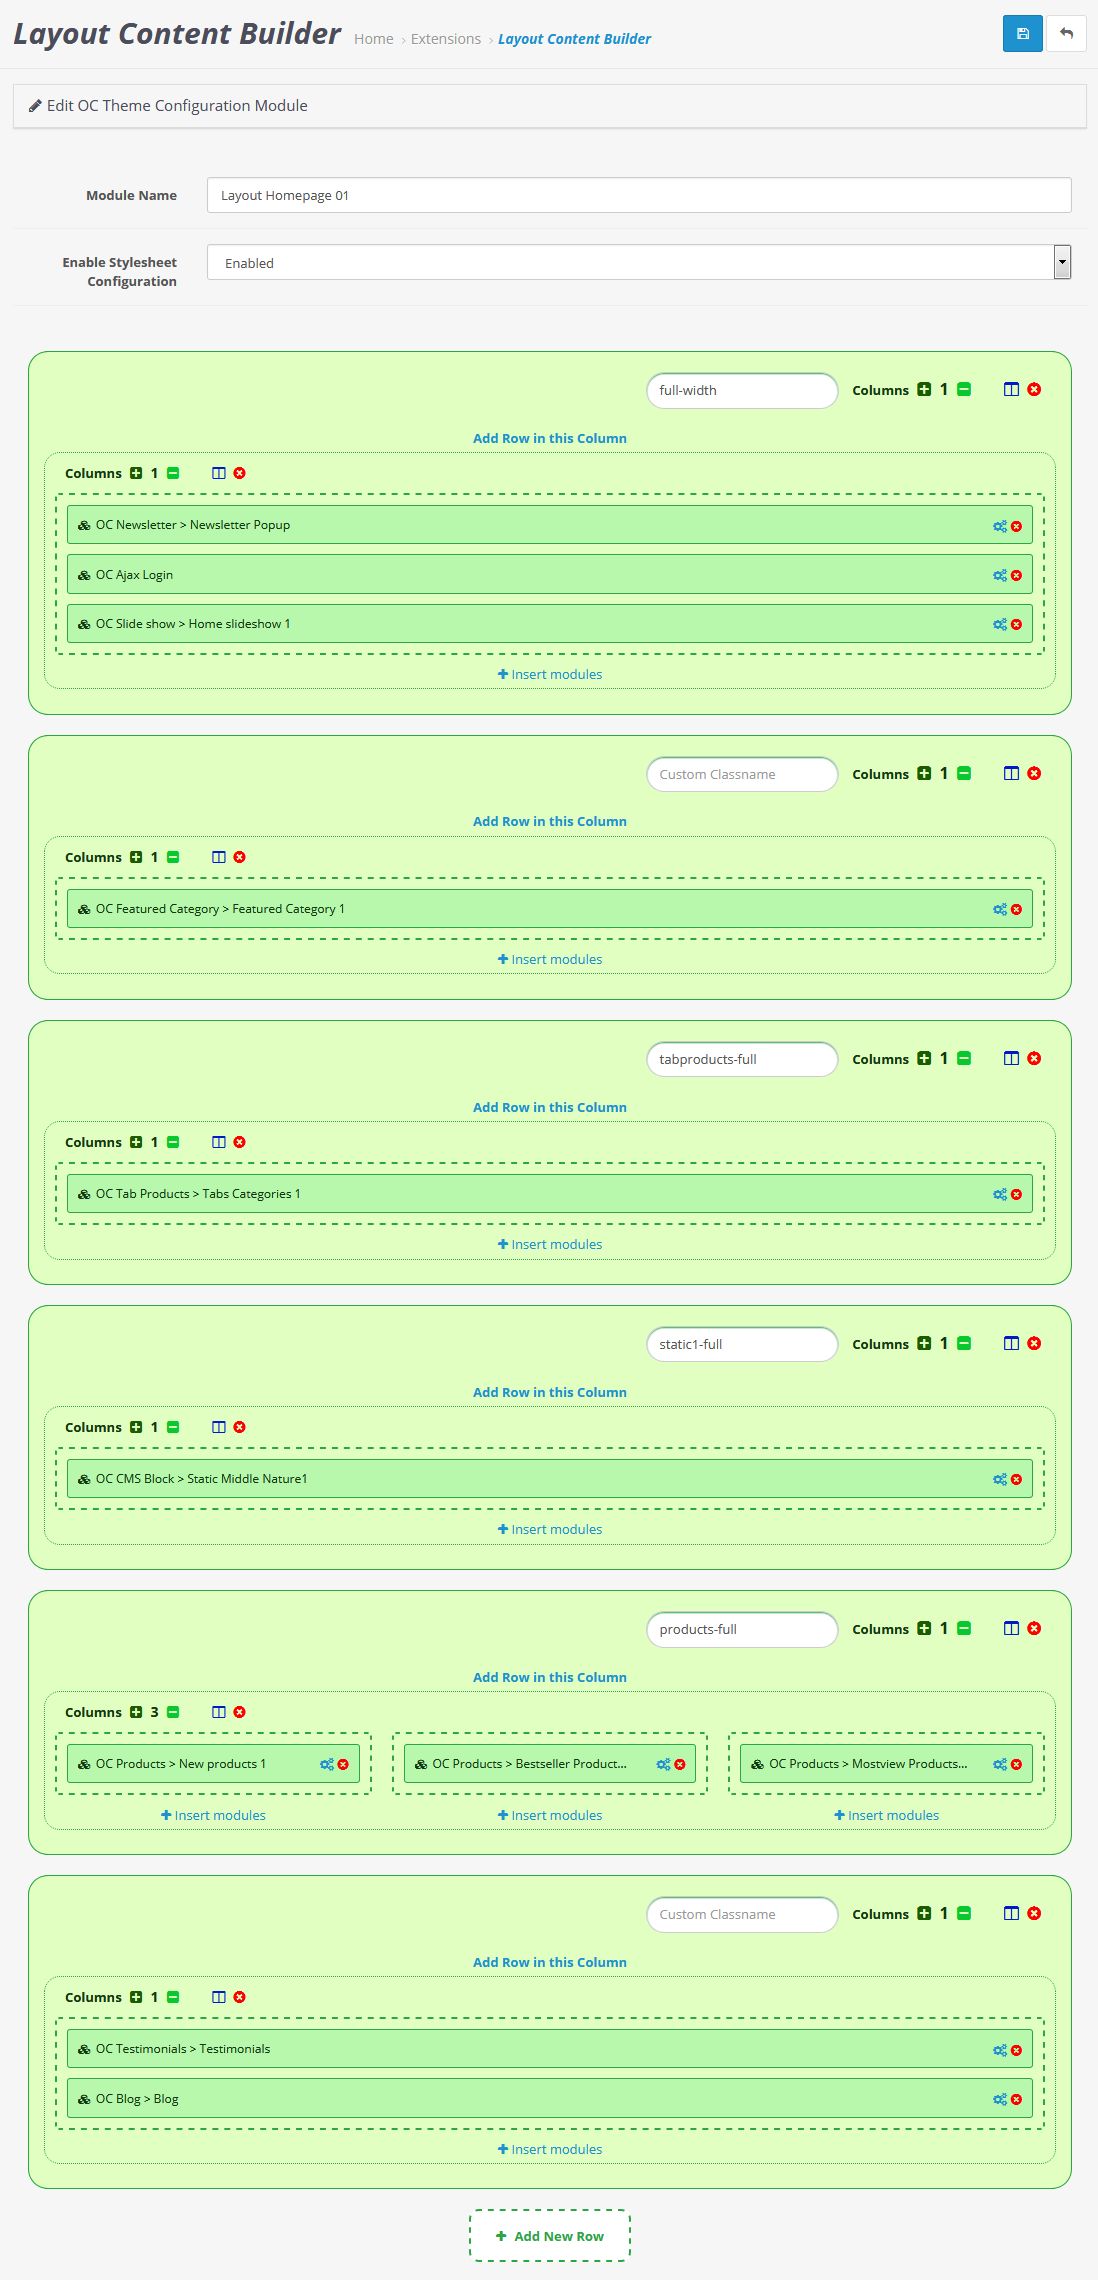 Layout Content Builder Home › Extensions › Layout Content Builder
Edit OC Theme Configuration Module
Module Name Layout Homepage 01
Enable Stylesheet Configuration Enabled
full-width Columns 1
Add Row in this Column
Columns 1
OC Newsletter > Newsletter Popup
OC Ajax Login
OC Slide show > Home slideshow 1
Insert modules
Custom Classname Columns 1
Add Row in this Column
Columns 1
OC Featured Category > Featured Category 1
Insert modules
tabproducts-full Columns 1
Add Row in this Column
Columns 1
OC Tab Products > Tabs Categories 1
Insert modules
static1-full Columns 1
Add Row in this Column
Columns 1
OC CMS Block > Static Middle Nature1
Insert modules
products-full Columns 1
Add Row in this Column
Columns 3
OC Products > New products 1 OC Products > Bestseller Product... OC Products > Mostview Products...
Insert modules Insert modules Insert modules
Custom Classname Columns 1
Add Row in this Column
Columns 1
OC Testimonials > Testimonials
OC Blog > Blog
Insert modules
Add New Row